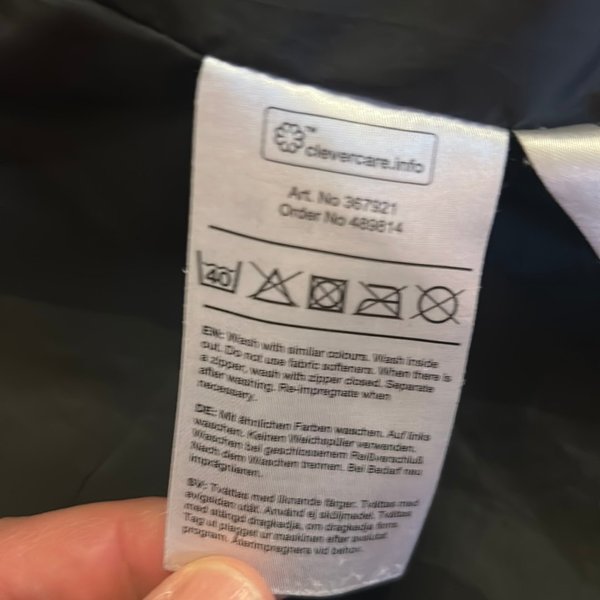 clevercare.info
Art. No 367921
Order No 489814
40
EN: Wash with similar colours. Wash inside
out. Do not use fabric softeners. When there is
a zipper, wash with zipper closed. Separate
after washing. Re-impregnate when
necessary.
DE: Mit ähnlichen Farben waschen. Auf links
waschen. Keinen Weichspüler verwenden.
Waschen bei geschlossenem Reißverschluß
Nach dem Waschen trennen. Bei Bedarf neu
imprägnieren.
SV: Tvättas med liknande färger. Tvättas med
avigsidan utåt. Använd ej sköljmedel. Tvättas
med stängd dragkedja, om dragkedja finns
Tag ut plagget ur maskinen efter avslutat
program. Återimpregnera vid behov.